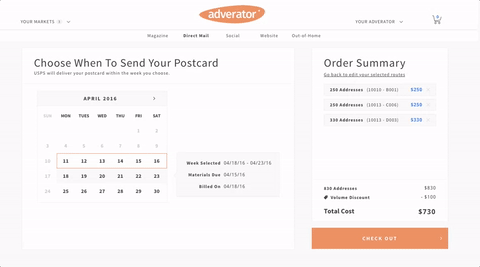 adverator
YOUR MARKETS
YOUR ADVERATOR
Magazine Direct Mail Social Website Out-of-Home
Choose When To Send Your Postcard
USPS will deliver your postcard within the week you choose.
APRIL 2016
SUN MON TUES WED THU FRI SAT
1 2
3 4 5 6 7 8 9
10 11 12 13 14 15 16
17 18 19 20 21 22 23
24 25 26 27 28 29 30
Week Selected 04/18/16 - 04/23/16
Materials Due 04/15/16
Billed On 04/18/16
Order Summary
Go back to edit your selected routes
250 Addresses (10010 - B002) $250
250 Addresses (10013 - C006) $250
330 Addresses (10013 - D003) $330
830 Addresses $830
Volume Discount - $100
Total Cost $730
CHECK OUT